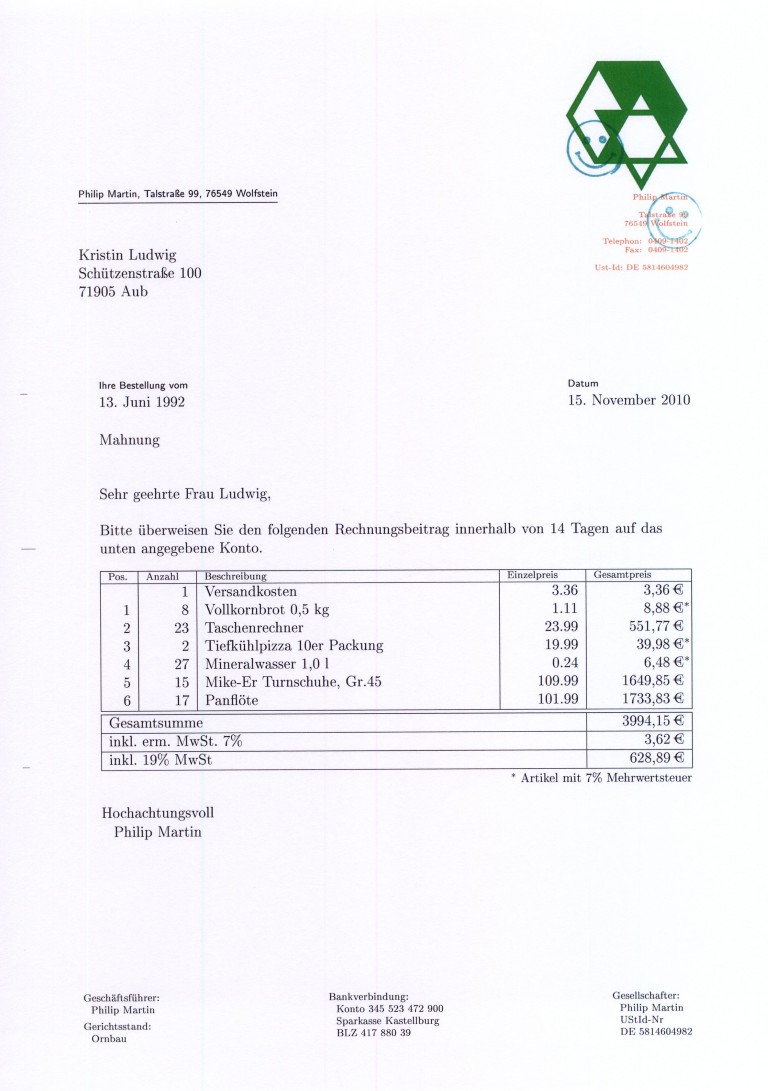 Philip Martin
Talstraße 99
76549 Wolfstein
Telephon: 0409-1402
Fax: 0409-1402
Ust-Id: DE 5814604982
Philip Martin, Talstraße 99, 76549 Wolfstein
Kristin Ludwig
Schützenstraße 100
71905 Aub
Ihre Bestellung vom Datum
13. Juni 1992 15. November 2010
Mahnung
Sehr geehrte Frau Ludwig,
Bitte überweisen Sie den folgenden Rechnungsbeitrag innerhalb von 14 Tagen auf das
unten angegebene Konto.
Pos. Anzahl Beschreibung Einzelpreis Gesamtpreis
1 Versandkosten 3.36 3,36 €
1 8 Vollkornbrot 0,5 kg 1.11 8,88 €*
2 23 Taschenrechner 23.99 551,77 €
3 2 Tiefkühlpizza 10er Packung 19.99 39,98 €*
4 27 Mineralwasser 1,0 l 0.24 6,48 €*
5 15 Mike-Er Turnschuhe, Gr.45 109.99 1649,85 €
6 17 Panflöte 101.99 1733,83 €
Gesamtsumme 3994,15 €
inkl. erm. MwSt. 7% 3,62 €
inkl. 19% MwSt 628,89 €
* Artikel mit 7% Mehrwertsteuer
Hochachtungsvoll
Philip Martin
Geschäftsführer:
Philip Martin
Gerichtsstand:
Ornbau
Bankverbindung:
Konto 345 523 472 900
Sparkasse Kastellburg
BLZ 417 880 39
Gesellschafter:
Philip Martin
UStId-Nr
DE 5814604982